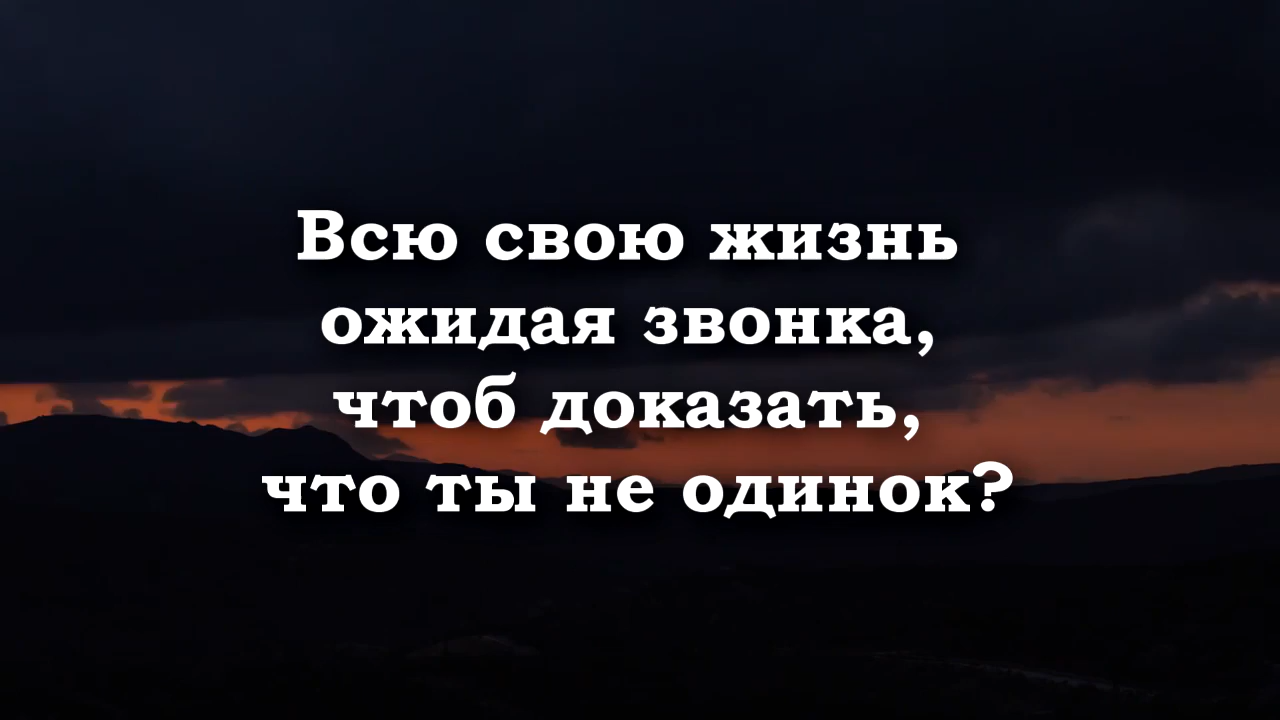 Всю свою жизнь
ожидая звонка,
чтоб доказать,
что ты не одинок?